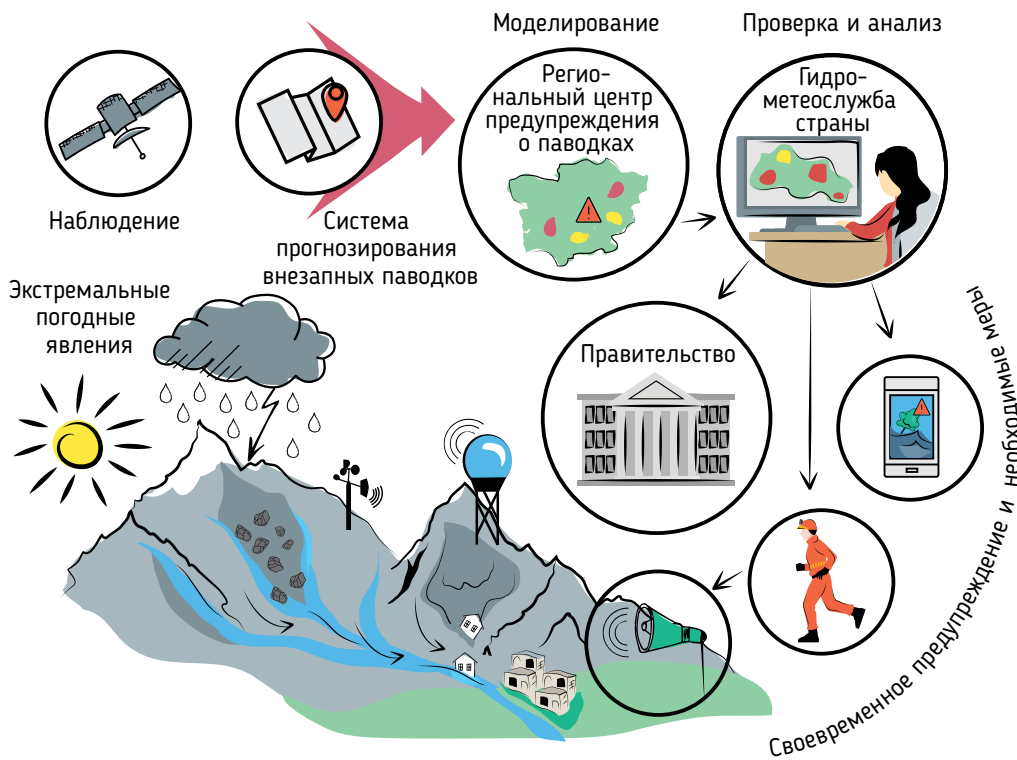 Моделирование
Проверка и анализ
Регио-
нальный центр
предупреждения
о паводках
Гидро-
метеослужба
страны
Наблюдение
Система
прогнозирования
внезапных паводков
Экстремальные
погодные
явления
Правительство
Своевременное предупреждение и необходимые меры